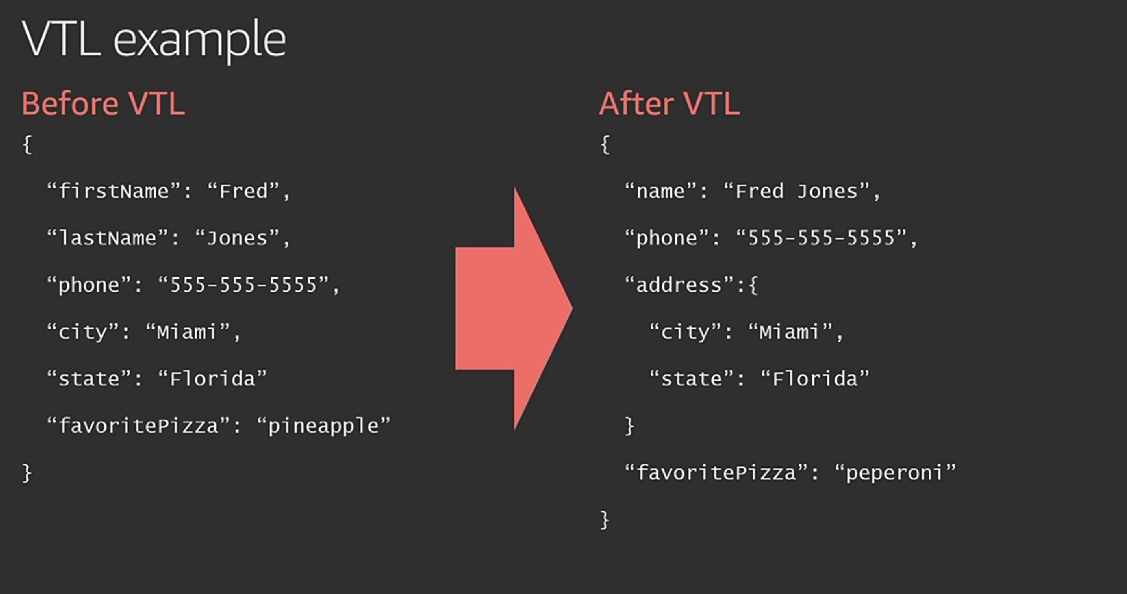 VTL example
Before VTL
{
“firstName”: “Fred”,
“lastName”: “Jones”,
“phone”: “555-555-5555”,
“city”: “Miami”,
“state”: “Florida”
“favoritePizza”: “pineapple”
}
After VTL
{
“name”: “Fred Jones”,
“phone”: “555-555-5555”,
“address”:{
“city”: “Miami”,
“state”: “Florida”
}
“favoritePizza”: “peperoni”
}